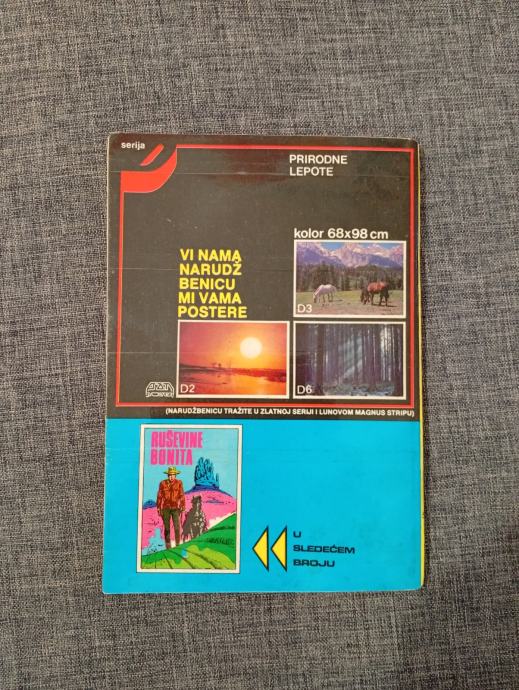 serija
PRIRODNE
LEPOTE
kolor 68x98 cm
VI NAMA
NARUDŽ
BENICU
MI VAMA
POSTERE
D3
D2
D6
(NARUDŽBENICU TRAŽITE U ZLATNOJ SERIJI I LUNOVOM MAGNUS STRIPU)
RUŠEVINE
BONITA
U
SLEDEĆEM
BROJU